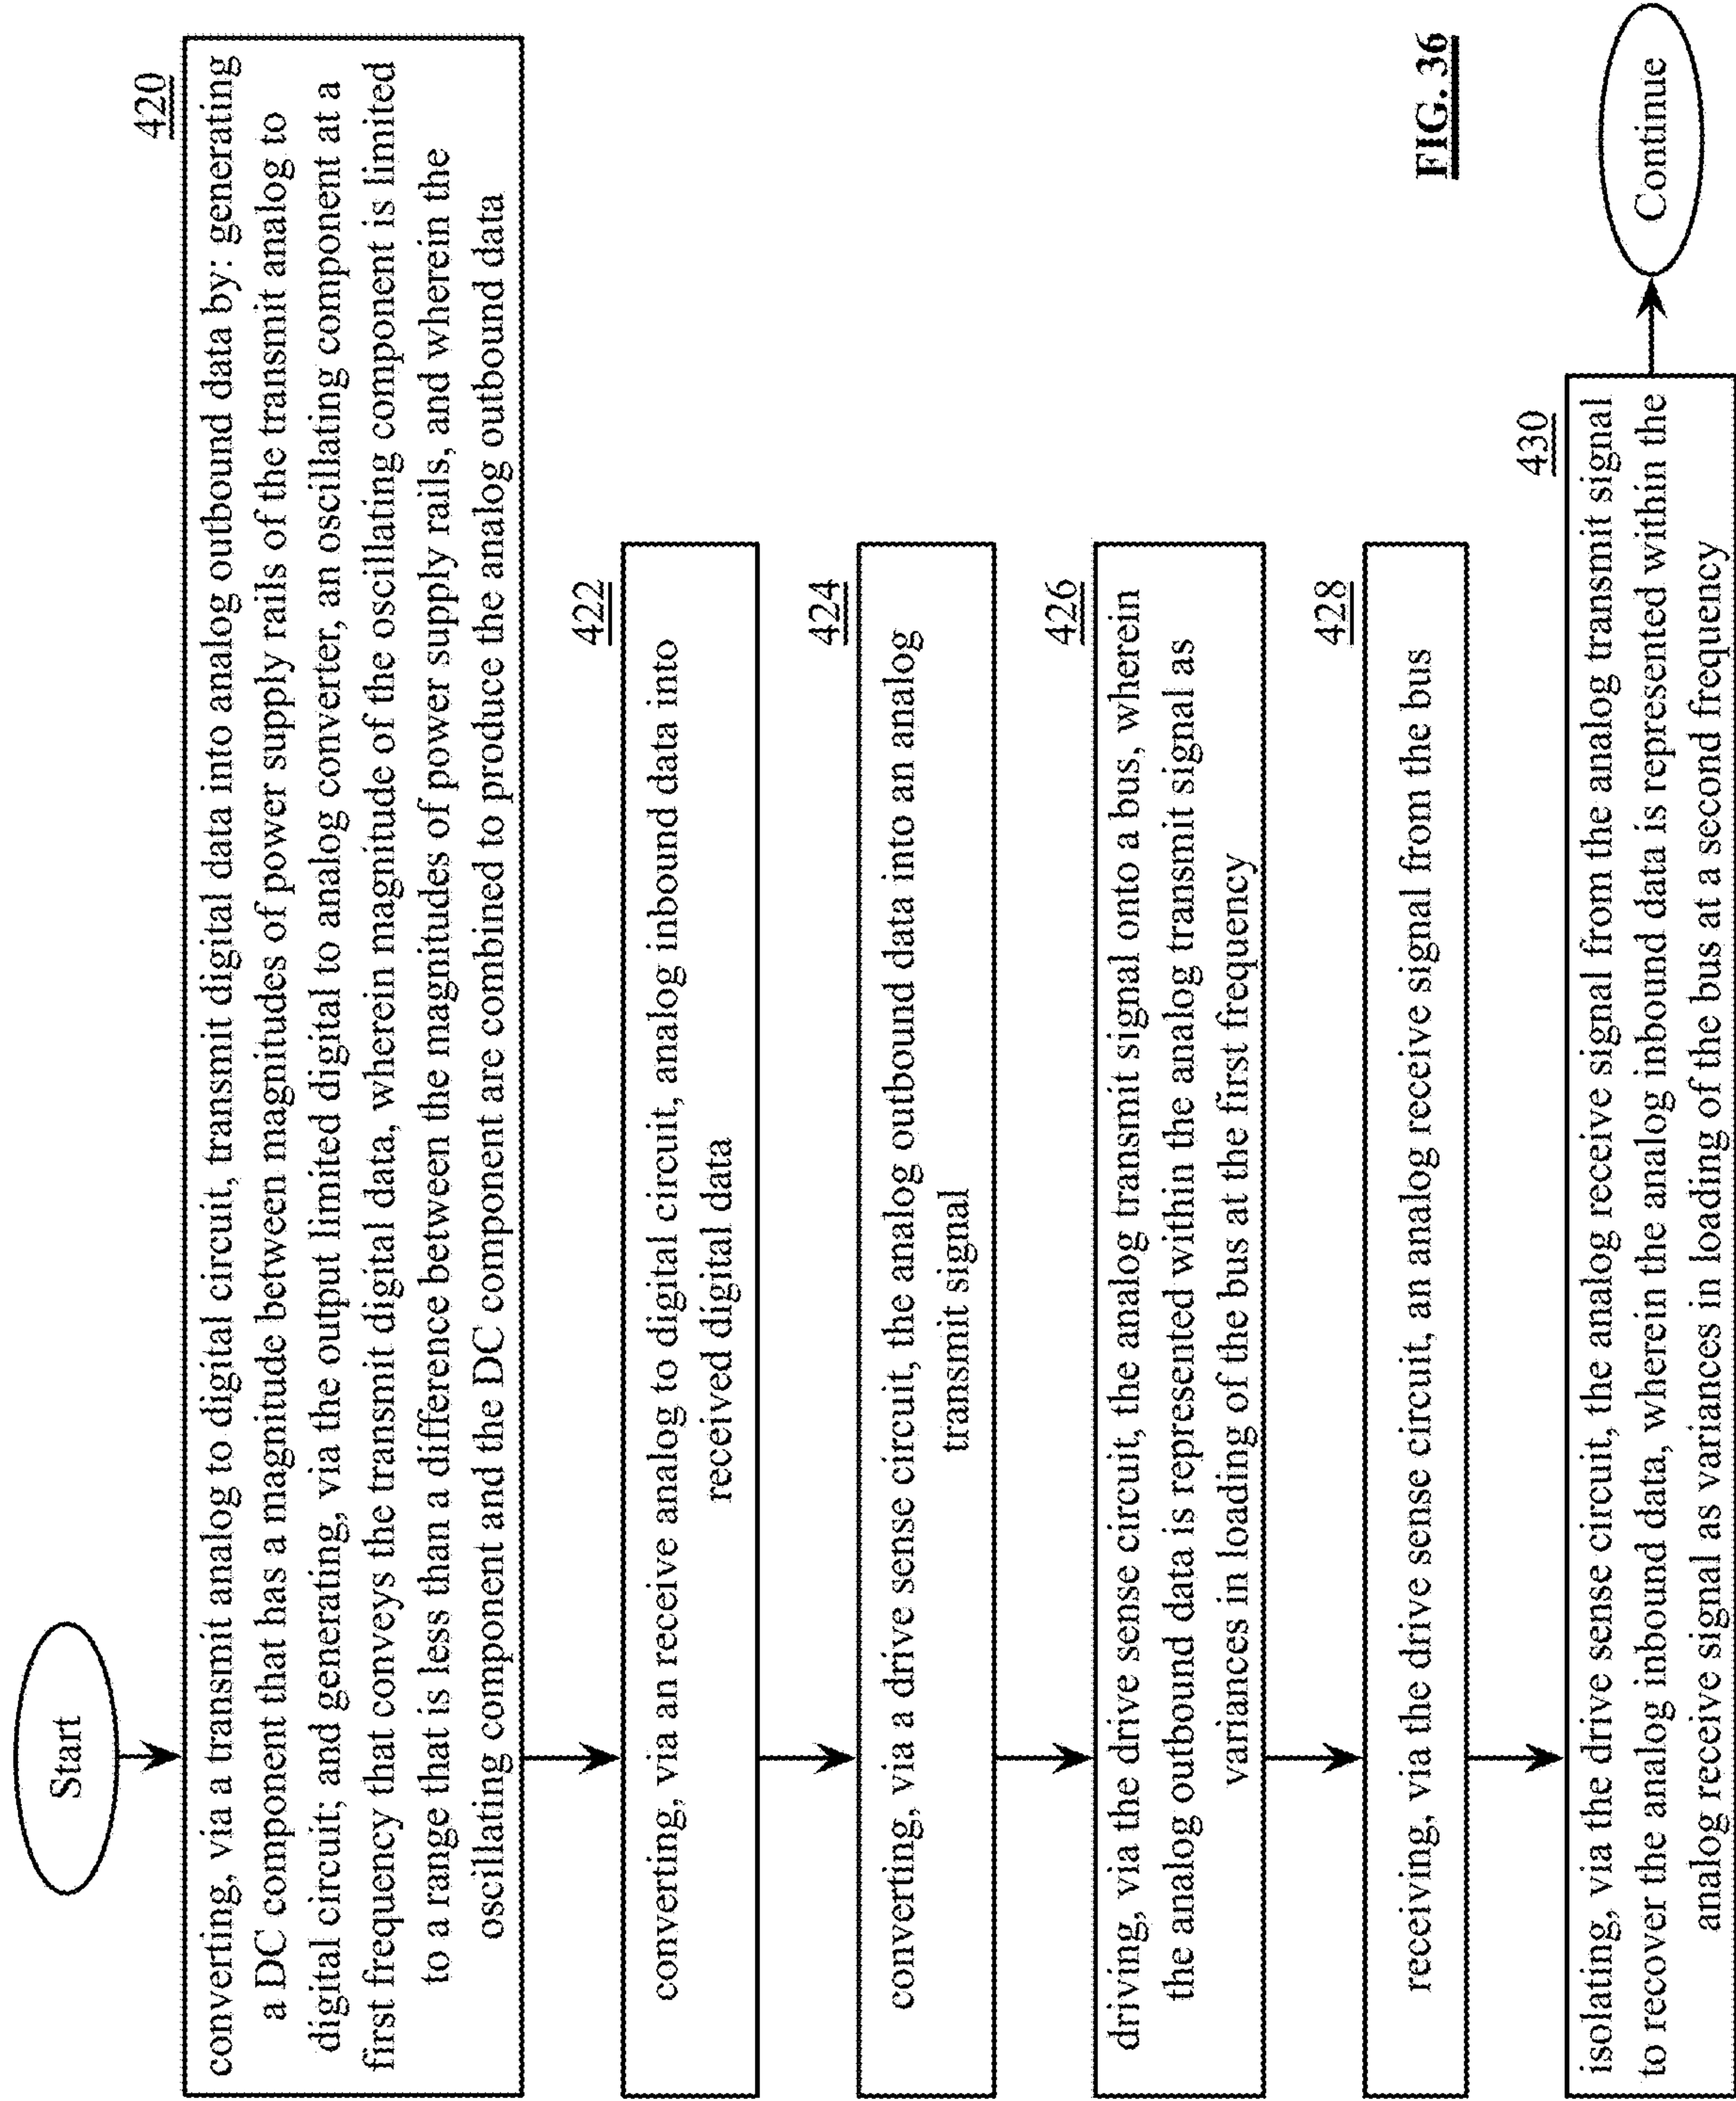 Start
420
converting, via a transmit analog to digital circuit, transmit digital data into analog outbound data by: generating
a DC component that has a magnitude between magnitudes of power supply rails of the transmit analog to
digital circuit; and generating, via the output limited digital to analog converter, an oscillating component at a
first frequency that conveys the transmit digital data, wherein magnitude of the oscillating component is limited
to a range that is less than a difference between the magnitudes of power supply rails, and wherein the
oscillating component and the DC component are combined to produce the analog outbound data
422
converting, via an receive analog to digital circuit, analog inbound data into
received digital data
424
converting, via a drive sense circuit, the analog outbound data into an analog
transmit signal
426
driving, via the drive sense circuit, the analog transmit signal onto a bus, wherein
the analog outbound data is represented within the analog transmit signal as
variances in loading of the bus at the first frequency
428
receiving, via the drive sense circuit, an analog receive signal from the bus
430
isolating, via the drive sense circuit, the analog receive signal from the analog transmit signal
to recover the analog inbound data, wherein the analog inbound data is represented within the
analog receive signal as variances in loading of the bus at a second frequency
Continue
FIG. 36